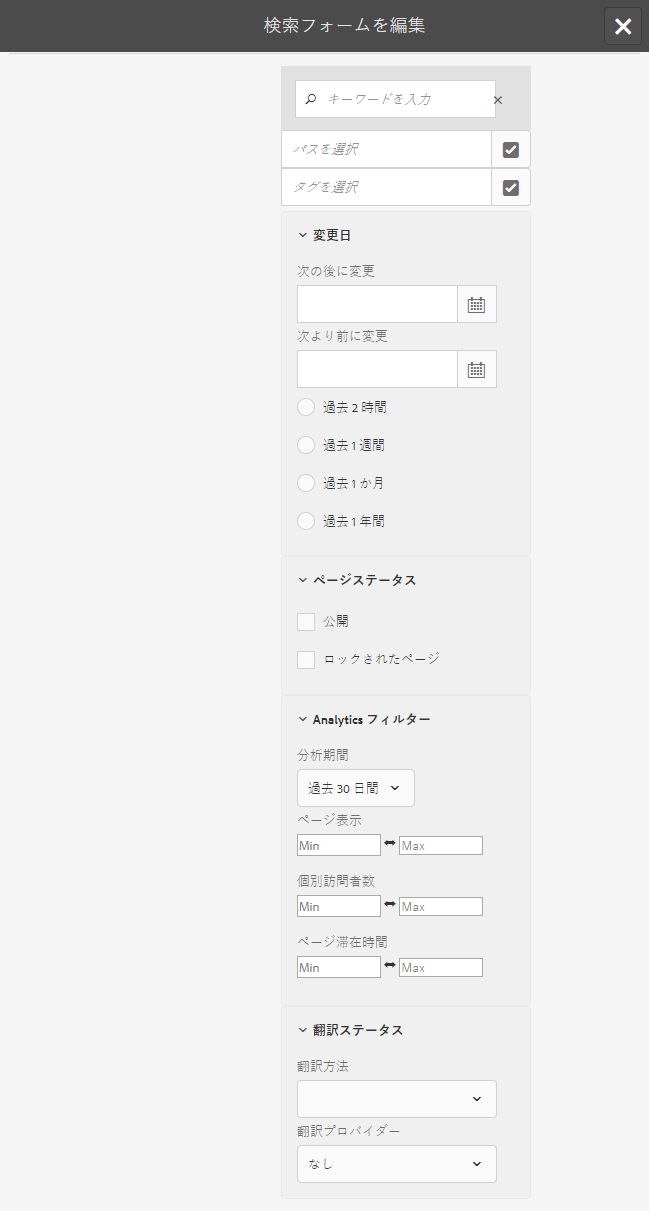 検索フォームを編集
キーワードを入力
パスを選択
タグを選択
変更日
次の後に変更
次より前に変更
過去 2 時間
過去 1 週間
過去 1 か月
過去 1 年間
ページステータス
公開
ロックされたページ
Analytics フィルター
分析期間
過去 30 日間
ページ表示
Min Max
個別訪問者数
Min Max
ページ滞在時間
Min Max
翻訳ステータス
翻訳方法
翻訳プロバイダー
なし